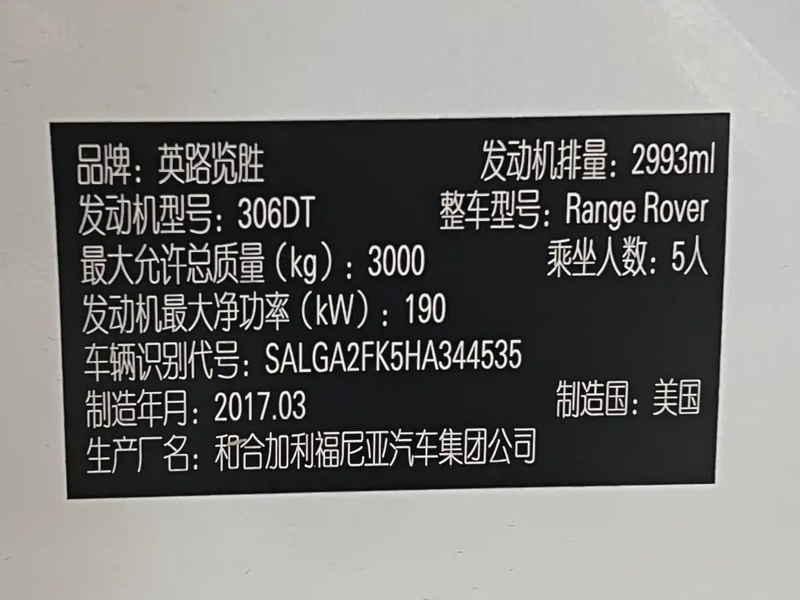 品牌：英路览胜 发动机排量：2993ml
发动机型号：306DT 整车型号：Range Rover
最大允许总质量（kg）：3000 乘坐人数：5人
发动机最大净功率（kW）：190
车辆识别代号：SALGA2FK5HA344535
制造年月：2017.03 制造国：美国
生产厂名：和合加利福尼亚汽车集团公司